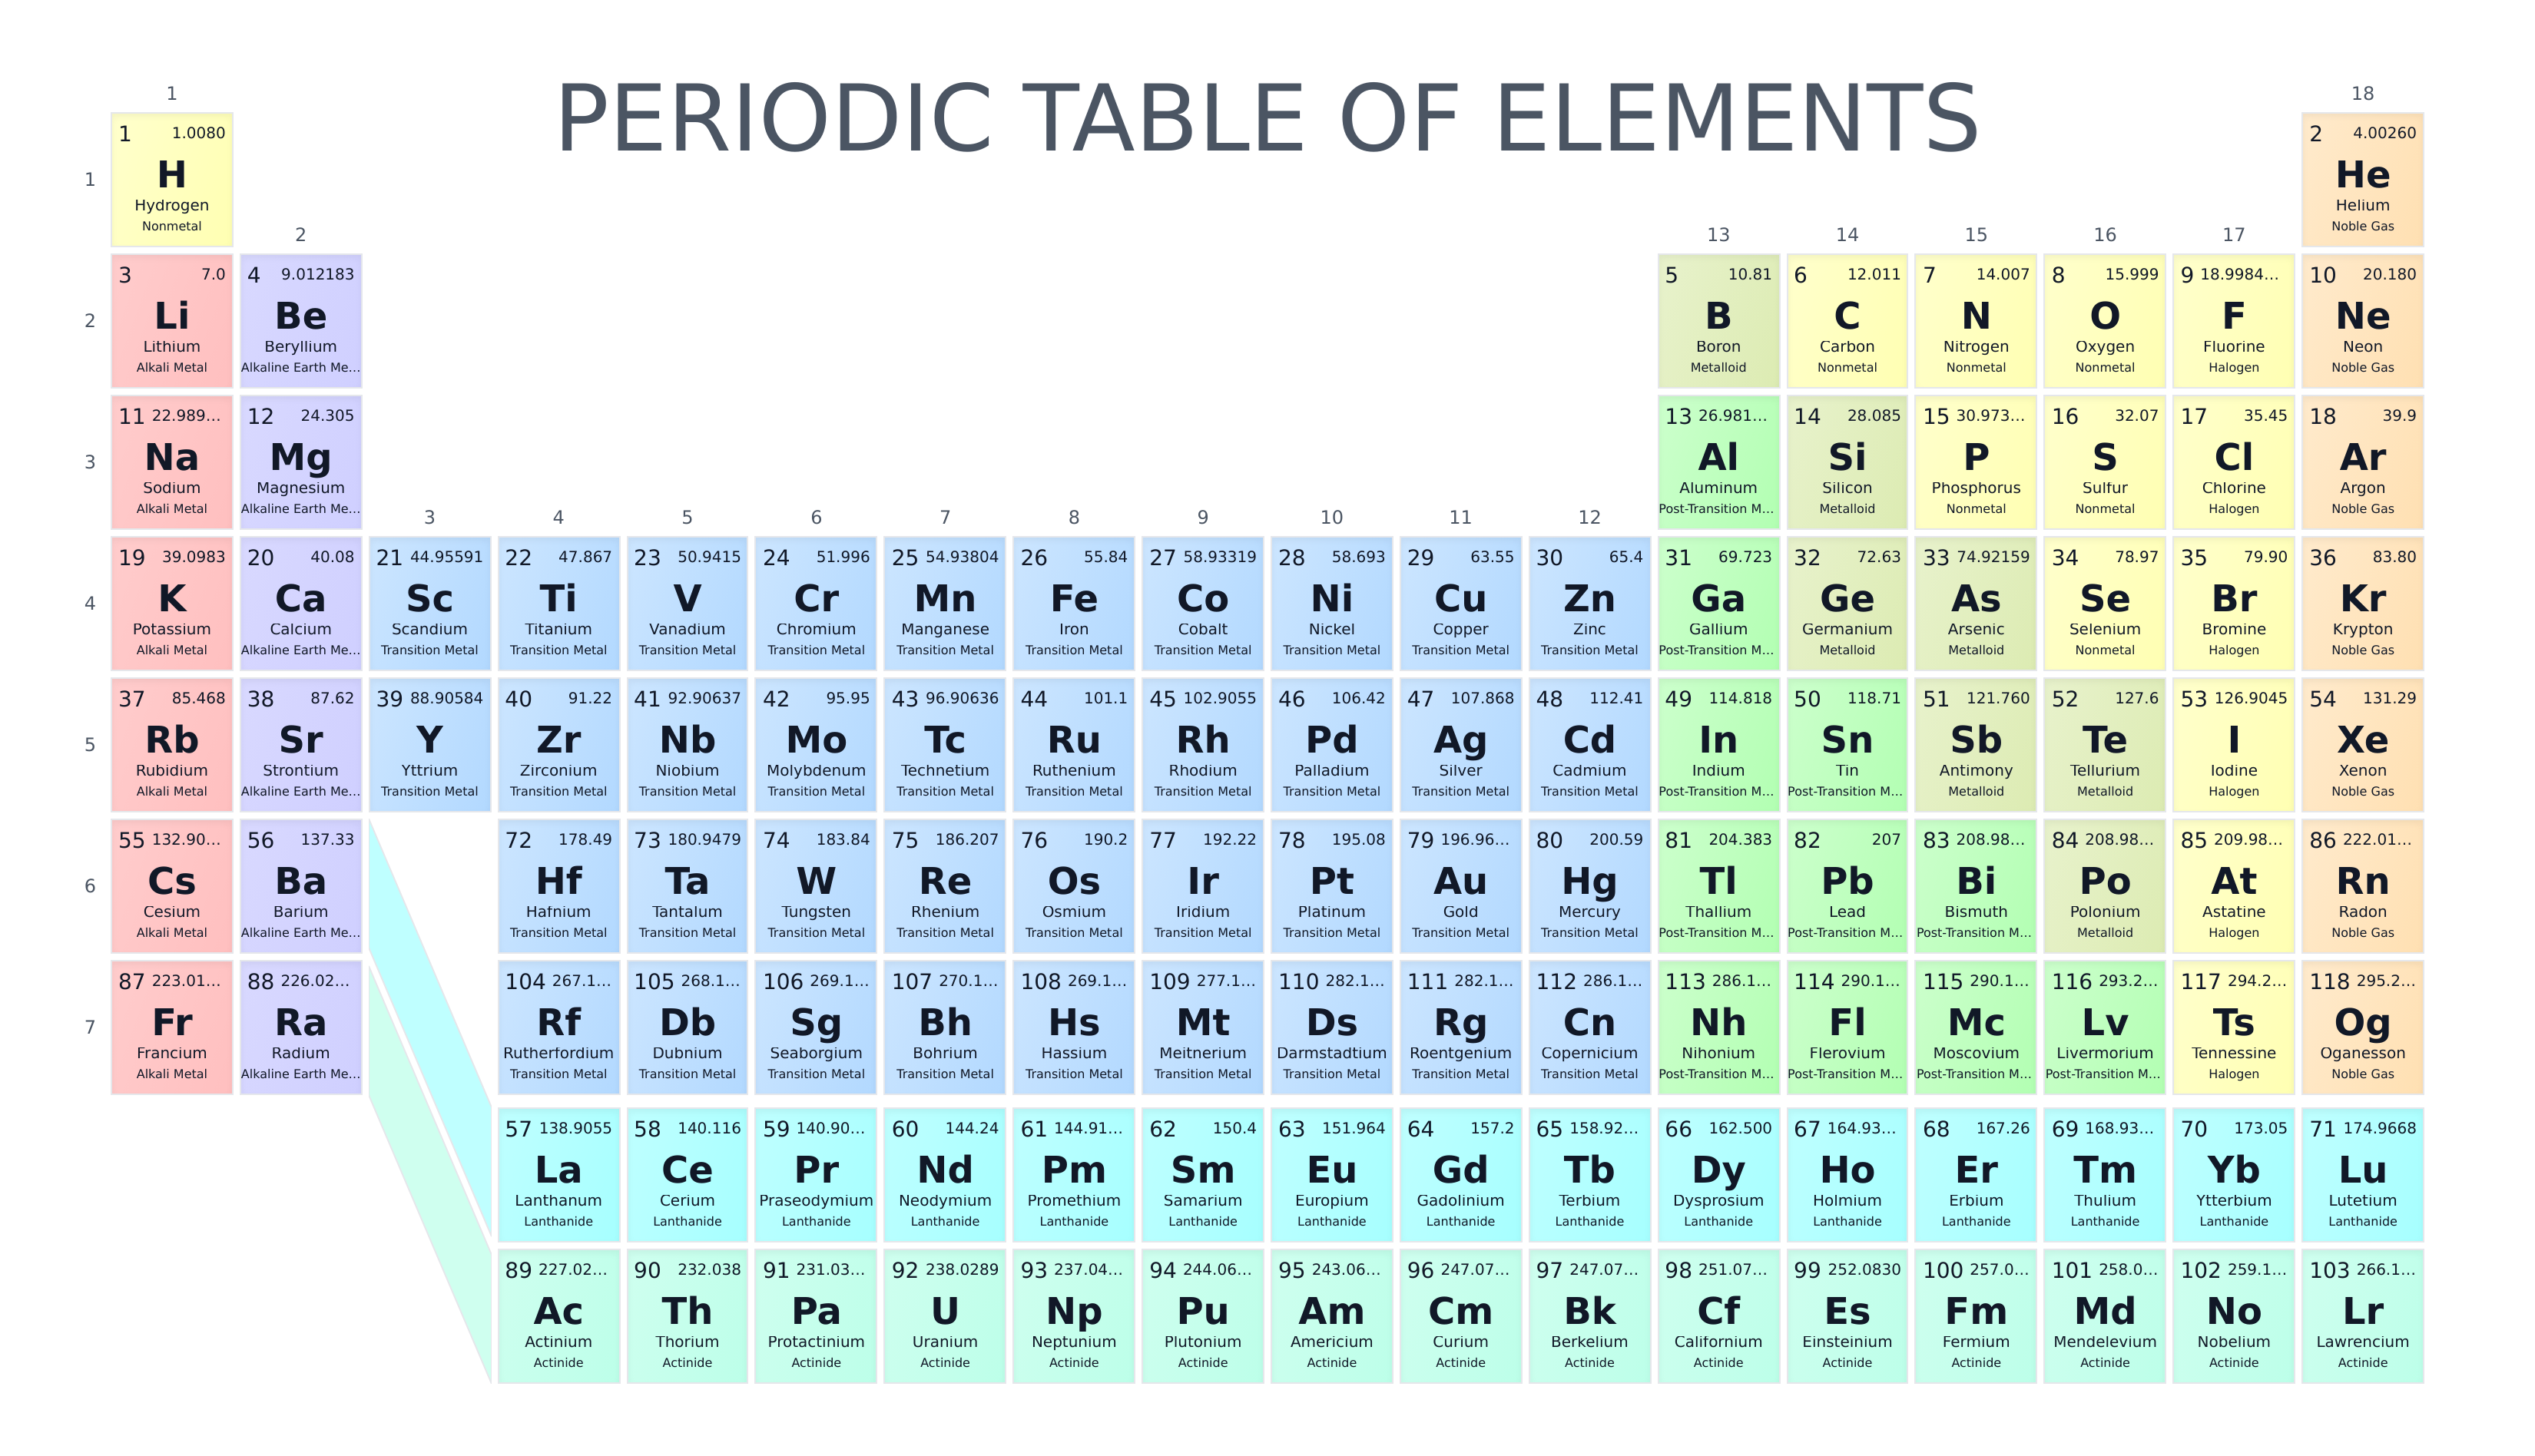 PERIODIC TABLE OF ELEMENTS
1 18
1
1 1.0080
H
Hydrogen
Nonmetal
2 4.00260
He
Helium
Noble Gas
2 13 14 15 16 17
2
3 7.0
Li
Lithium
Alkali Metal
4 9.012183
Be
Beryllium
Alkaline Earth Me...
5 10.81
B
Boron
Metalloid
6 12.011
C
Carbon
Nonmetal
7 14.007
N
Nitrogen
Nonmetal
8 15.999
O
Oxygen
Nonmetal
9 18.9984...
F
Fluorine
Halogen
10 20.180
Ne
Neon
Noble Gas
3
11 22.989...
Na
Sodium
Alkali Metal
12 24.305
Mg
Magnesium
Alkaline Earth Me...
13 26.981...
Al
Aluminum
Post-Transition M...
14 28.085
Si
Silicon
Metalloid
15 30.973...
P
Phosphorus
Nonmetal
16 32.07
S
Sulfur
Nonmetal
17 35.45
Cl
Chlorine
Halogen
18 39.9
Ar
Argon
Noble Gas
3 4 5 6 7 8 9 10 11 12
4
19 39.0983
K
Potassium
Alkali Metal
20 40.08
Ca
Calcium
Alkaline Earth Me...
21 44.95591
Sc
Scandium
Transition Metal
22 47.867
Ti
Titanium
Transition Metal
23 50.9415
V
Vanadium
Transition Metal
24 51.996
Cr
Chromium
Transition Metal
25 54.93804
Mn
Manganese
Transition Metal
26 55.84
Fe
Iron
Transition Metal
27 58.93319
Co
Cobalt
Transition Metal
28 58.693
Ni
Nickel
Transition Metal
29 63.55
Cu
Copper
Transition Metal
30 65.4
Zn
Zinc
Transition Metal
31 69.723
Ga
Gallium
Post-Transition M...
32 72.63
Ge
Germanium
Metalloid
33 74.92159
As
Arsenic
Metalloid
34 78.97
Se
Selenium
Nonmetal
35 79.90
Br
Bromine
Halogen
36 83.80
Kr
Krypton
Noble Gas
5
37 85.468
Rb
Rubidium
Alkali Metal
38 87.62
Sr
Strontium
Alkaline Earth Me...
39 88.90584
Y
Yttrium
Transition Metal
40 91.22
Zr
Zirconium
Transition Metal
41 92.90637
Nb
Niobium
Transition Metal
42 95.95
Mo
Molybdenum
Transition Metal
43 96.90636
Tc
Technetium
Transition Metal
44 101.1
Ru
Ruthenium
Transition Metal
45 102.9055
Rh
Rhodium
Transition Metal
46 106.42
Pd
Palladium
Transition Metal
47 107.868
Ag
Silver
Transition Metal
48 112.41
Cd
Cadmium
Transition Metal
49 114.818
In
Indium
Post-Transition M...
50 118.71
Sn
Tin
Post-Transition M...
51 121.760
Sb
Antimony
Metalloid
52 127.6
Te
Tellurium
Metalloid
53 126.9045
I
Iodine
Halogen
54 131.29
Xe
Xenon
Noble Gas
6
55 132.90...
Cs
Cesium
Alkali Metal
56 137.33
Ba
Barium
Alkaline Earth Me...
72 178.49
Hf
Hafnium
Transition Metal
73 180.9479
Ta
Tantalum
Transition Metal
74 183.84
W
Tungsten
Transition Metal
75 186.207
Re
Rhenium
Transition Metal
76 190.2
Os
Osmium
Transition Metal
77 192.22
Ir
Iridium
Transition Metal
78 195.08
Pt
Platinum
Transition Metal
79 196.96...
Au
Gold
Transition Metal
80 200.59
Hg
Mercury
Transition Metal
81 204.383
Tl
Thallium
Post-Transition M...
82 207
Pb
Lead
Post-Transition M...
83 208.98...
Bi
Bismuth
Post-Transition M...
84 208.98...
Po
Polonium
Metalloid
85 209.98...
At
Astatine
Halogen
86 222.01...
Rn
Radon
Noble Gas
7
87 223.01...
Fr
Francium
Alkali Metal
88 226.02...
Ra
Radium
Alkaline Earth Me...
104 267.1...
Rf
Rutherfordium
Transition Metal
105 268.1...
Db
Dubnium
Transition Metal
106 269.1...
Sg
Seaborgium
Transition Metal
107 270.1...
Bh
Bohrium
Transition Metal
108 269.1...
Hs
Hassium
Transition Metal
109 277.1...
Mt
Meitnerium
Transition Metal
110 282.1...
Ds
Darmstadtium
Transition Metal
111 282.1...
Rg
Roentgenium
Transition Metal
112 286.1...
Cn
Copernicium
Transition Metal
113 286.1...
Nh
Nihonium
Post-Transition M...
114 290.1...
Fl
Flerovium
Post-Transition M...
115 290.1...
Mc
Moscovium
Post-Transition M...
116 293.2...
Lv
Livermorium
Post-Transition M...
117 294.2...
Ts
Tennessine
Halogen
118 295.2...
Og
Oganesson
Noble Gas
57 138.9055
La
Lanthanum
Lanthanide
58 140.116
Ce
Cerium
Lanthanide
59 140.90...
Pr
Praseodymium
Lanthanide
60 144.24
Nd
Neodymium
Lanthanide
61 144.91...
Pm
Promethium
Lanthanide
62 150.4
Sm
Samarium
Lanthanide
63 151.964
Eu
Europium
Lanthanide
64 157.2
Gd
Gadolinium
Lanthanide
65 158.92...
Tb
Terbium
Lanthanide
66 162.500
Dy
Dysprosium
Lanthanide
67 164.93...
Ho
Holmium
Lanthanide
68 167.26
Er
Erbium
Lanthanide
69 168.93...
Tm
Thulium
Lanthanide
70 173.05
Yb
Ytterbium
Lanthanide
71 174.9668
Lu
Lutetium
Lanthanide
89 227.02...
Ac
Actinium
Actinide
90 232.038
Th
Thorium
Actinide
91 231.03...
Pa
Protactinium
Actinide
92 238.0289
U
Uranium
Actinide
93 237.04...
Np
Neptunium
Actinide
94 244.06...
Pu
Plutonium
Actinide
95 243.06...
Am
Americium
Actinide
96 247.07...
Cm
Curium
Actinide
97 247.07...
Bk
Berkelium
Actinide
98 251.07...
Cf
Californium
Actinide
99 252.0830
Es
Einsteinium
Actinide
100 257.0...
Fm
Fermium
Actinide
101 258.0...
Md
Mendelevium
Actinide
102 259.1...
No
Nobelium
Actinide
103 266.1...
Lr
Lawrencium
Actinide